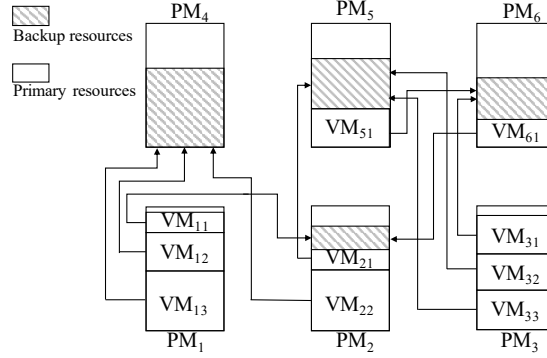 PM₄ PM₅ PM₆
Backup resources
Primary resources
VM₅₁ VM₆₁
VM₁₁ VM₂₁ VM₃₁
VM₁₂ VM₃₂
VM₁₃ VM₂₂ VM₃₃
PM₁ PM₂ PM₃